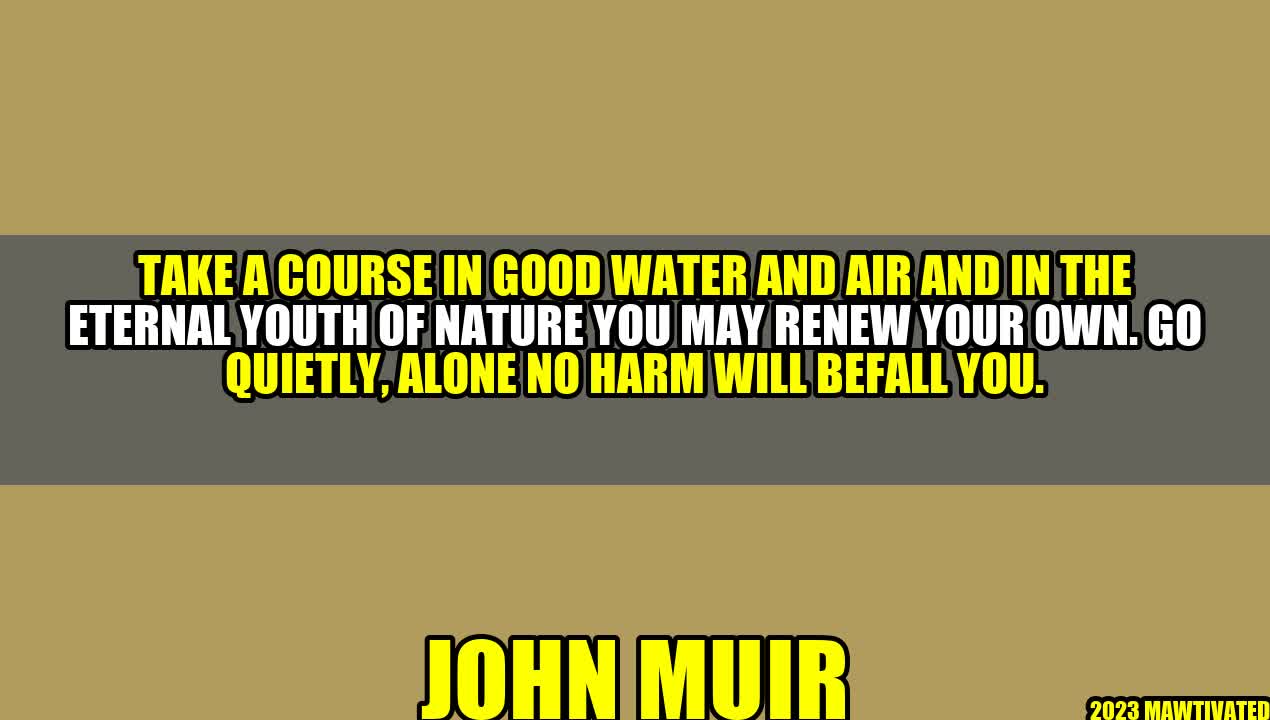 TAKE A COURSE IN GOOD WATER AND AIR AND IN THE
ETERNAL YOUTH OF NATURE YOU MAY RENEW YOUR OWN. GO
QUIETLY, ALONE NO HARM WILL BEFALL YOU.
JOHN MUIR
2023 MAWTIVATED